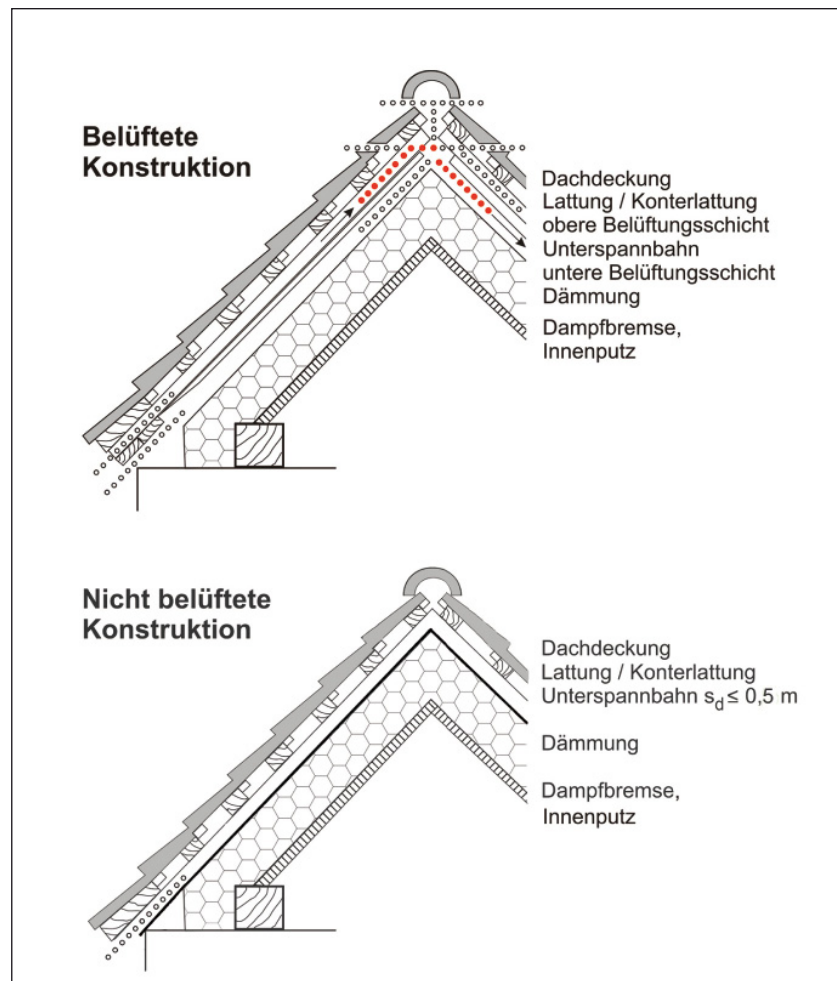 Belüftete
Konstruktion
Dachdeckung
Lattung / Konterlattung
obere Belüftungsschicht
Unterspannbahn
untere Belüftungsschicht
Dämmung
Dampfbremse,
Innenputz
Nicht belüftete
Konstruktion
Dachdeckung
Lattung / Konterlattung
Unterspannbahn sd ≤ 0,5 m
Dämmung
Dampfbremse,
Innenputz